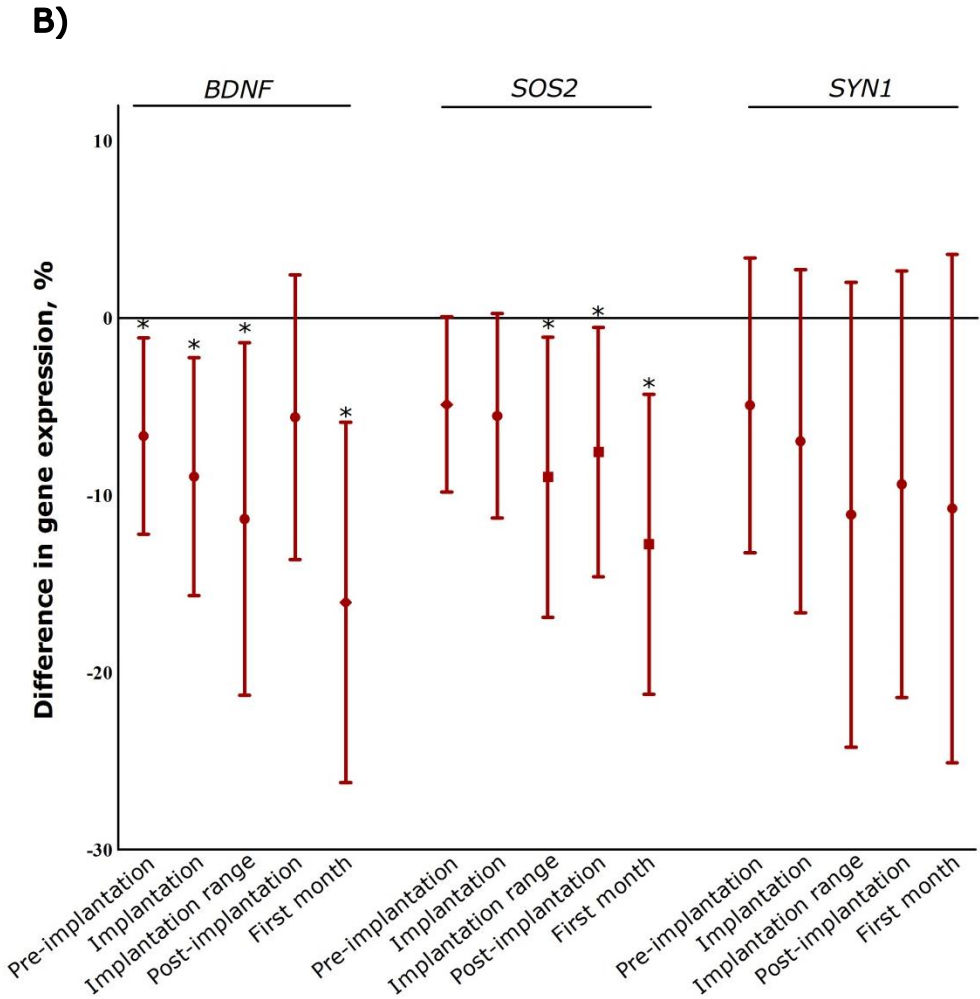 B)
BDNF
SOS2
SYN1
Difference in gene expression, %
10
0
-10
-20
-30
*
*
*
*
*
*
*
Pre-implantation
Implantation
Implantation range
Post-implantation
First month
Pre-implantation
Implantation
Implantation range
Post-implantation
First month
Pre-implantation
Implantation
Implantation range
Post-implantation
First month